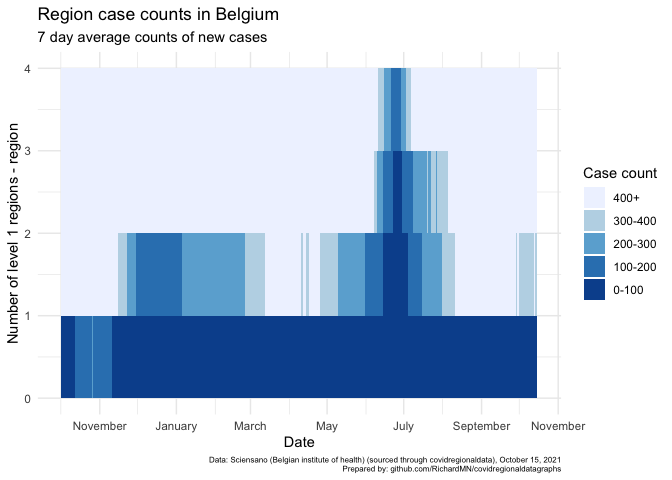 Region case counts in Belgium
7 day average counts of new cases
Number of level 1 regions - region
4
3
2
1
0
November January March May July September November
Date
Case count
400+
300-400
200-300
100-200
0-100
Data: Sciensano (Belgian institute of health) (sourced through covidregionaldata), October 15, 2021
Prepared by: github.com/RichardMN/covidregionaldatagraphs